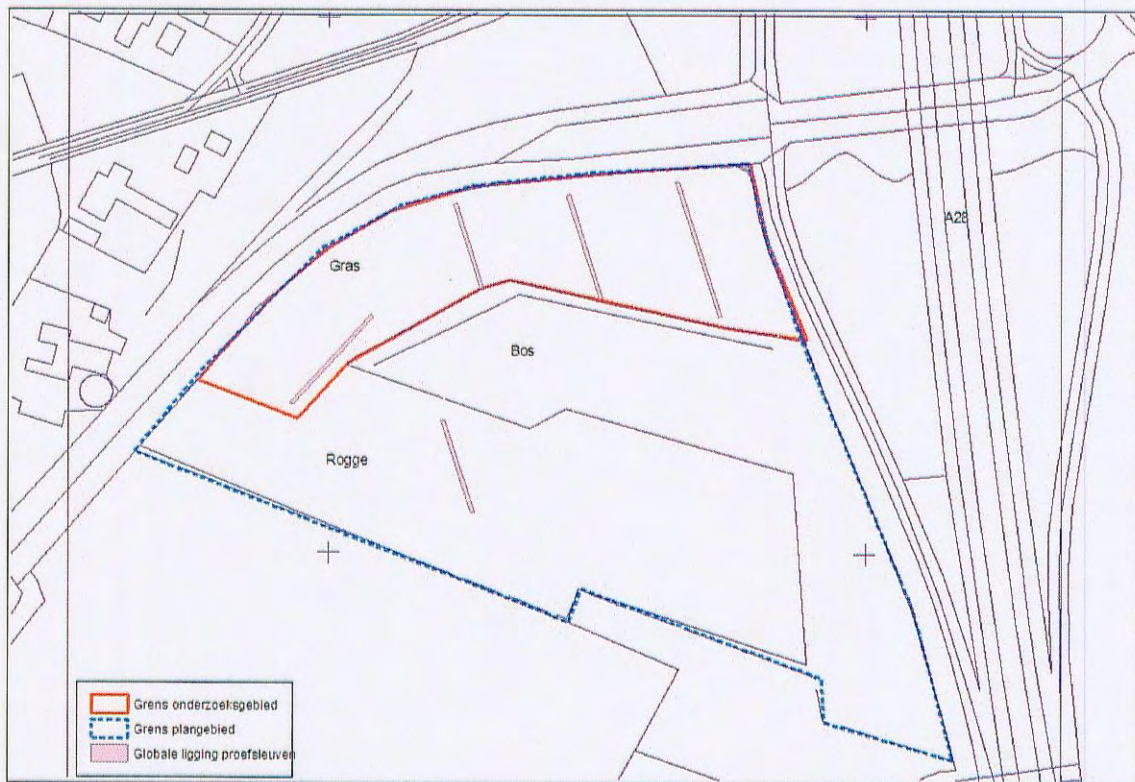 A28
Gras
Bos
Rogge
Grens onderzoeksgebied
Grens plangebied
Globale ligging proefsleuven